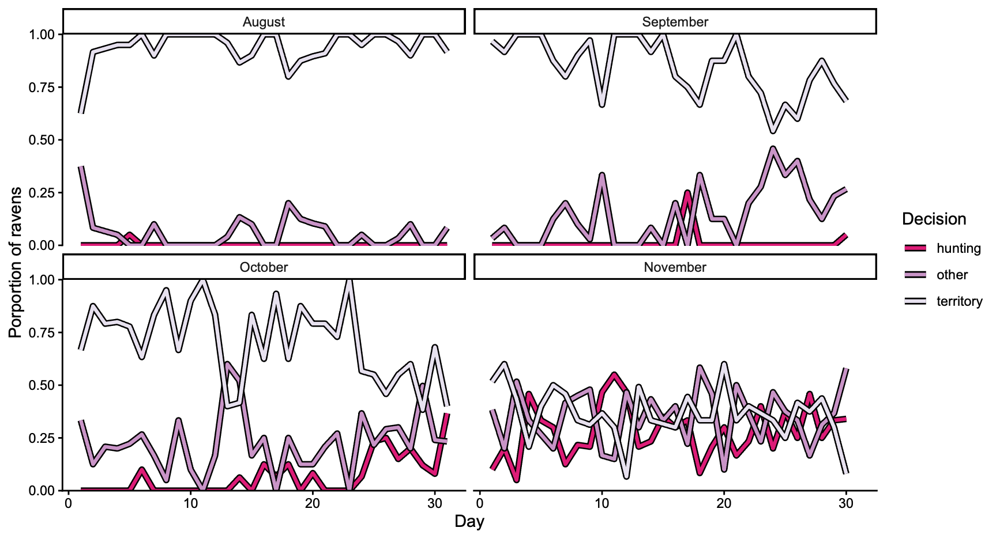 August
September
1.00
0.75
0.50
0.25
0.00
October
November
1.00
0.75
0.50
0.25
0.00
0
10
20
30
0
10
20
30
Day
Porportion of ravens
Decision
hunting
other
territory